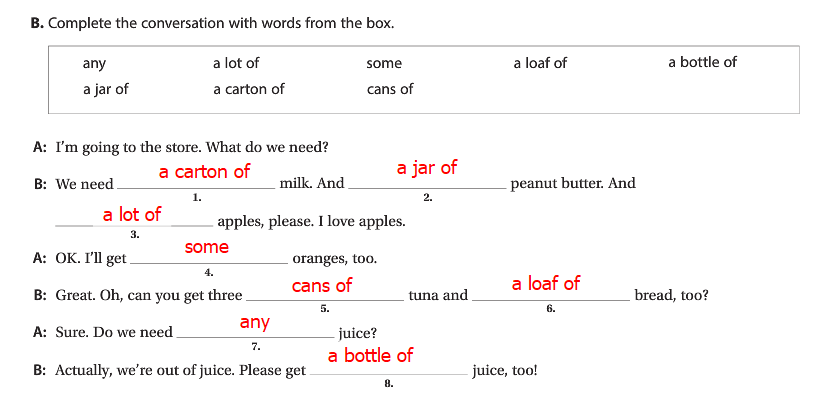 B. Complete the conversation with words from the box.
any a lot of some a loaf of a bottle of
a jar of a carton of cans of
A: I'm going to the store. What do we need?
B: We need a carton of milk. And a jar of peanut butter. And
1. 2.
a lot of apples, please. I love apples.
3.
A: OK. I'll get some oranges, too.
4.
B: Great. Oh, can you get three cans of tuna and a loaf of bread, too?
5. 6.
A: Sure. Do we need any juice?
7.
B: Actually, we're out of juice. Please get a bottle of juice, too!
8.